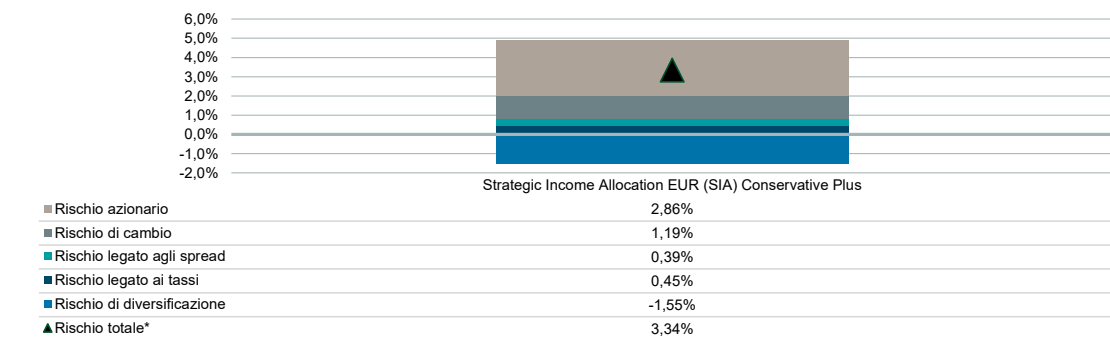 6,0%
5,0%
4,0%
3,0%
2,0%
1,0%
0,0%
-1,0%
-2,0%
Strategic Income Allocation EUR (SIA) Conservative Plus
Rischio azionario 2,86%
Rischio di cambio 1,19%
Rischio legato agli spread 0,39%
Rischio legato ai tassi 0,45%
Rischio di diversificazione -1,55%
Rischio totale* 3,34%